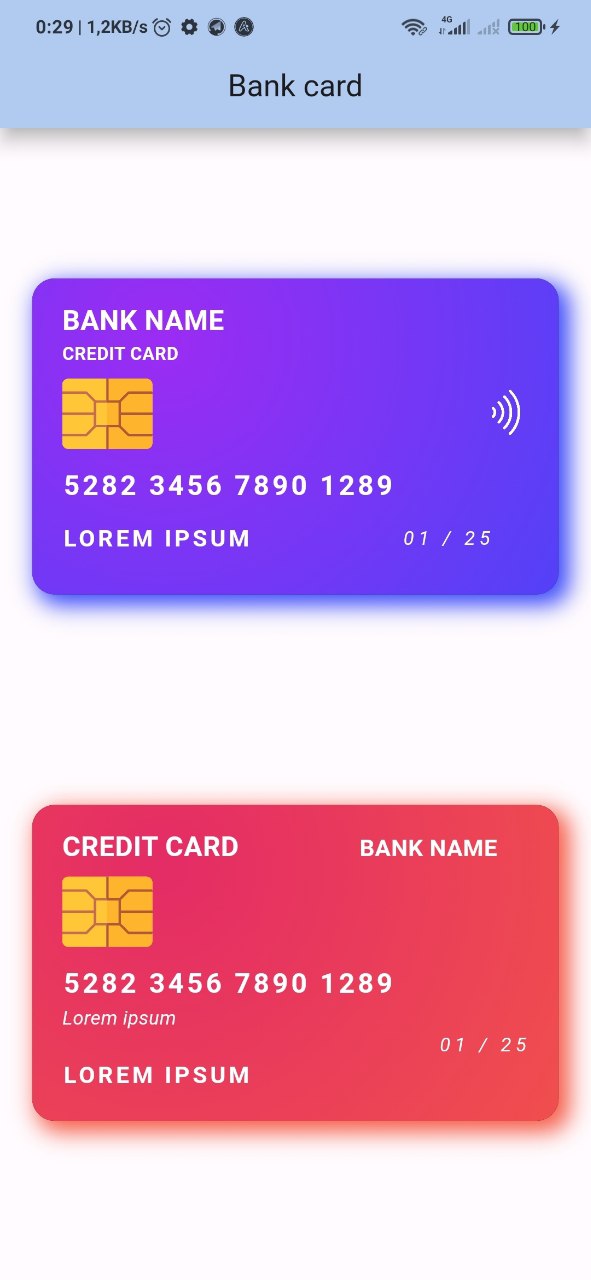 0:29 | 1,2KB/s 4G 100
Bank card
BANK NAME
CREDIT CARD
5282 3456 7890 1289
LOREM IPSUM 01 / 25
CREDIT CARD BANK NAME
5282 3456 7890 1289
Lorem ipsum
01 / 25
LOREM IPSUM